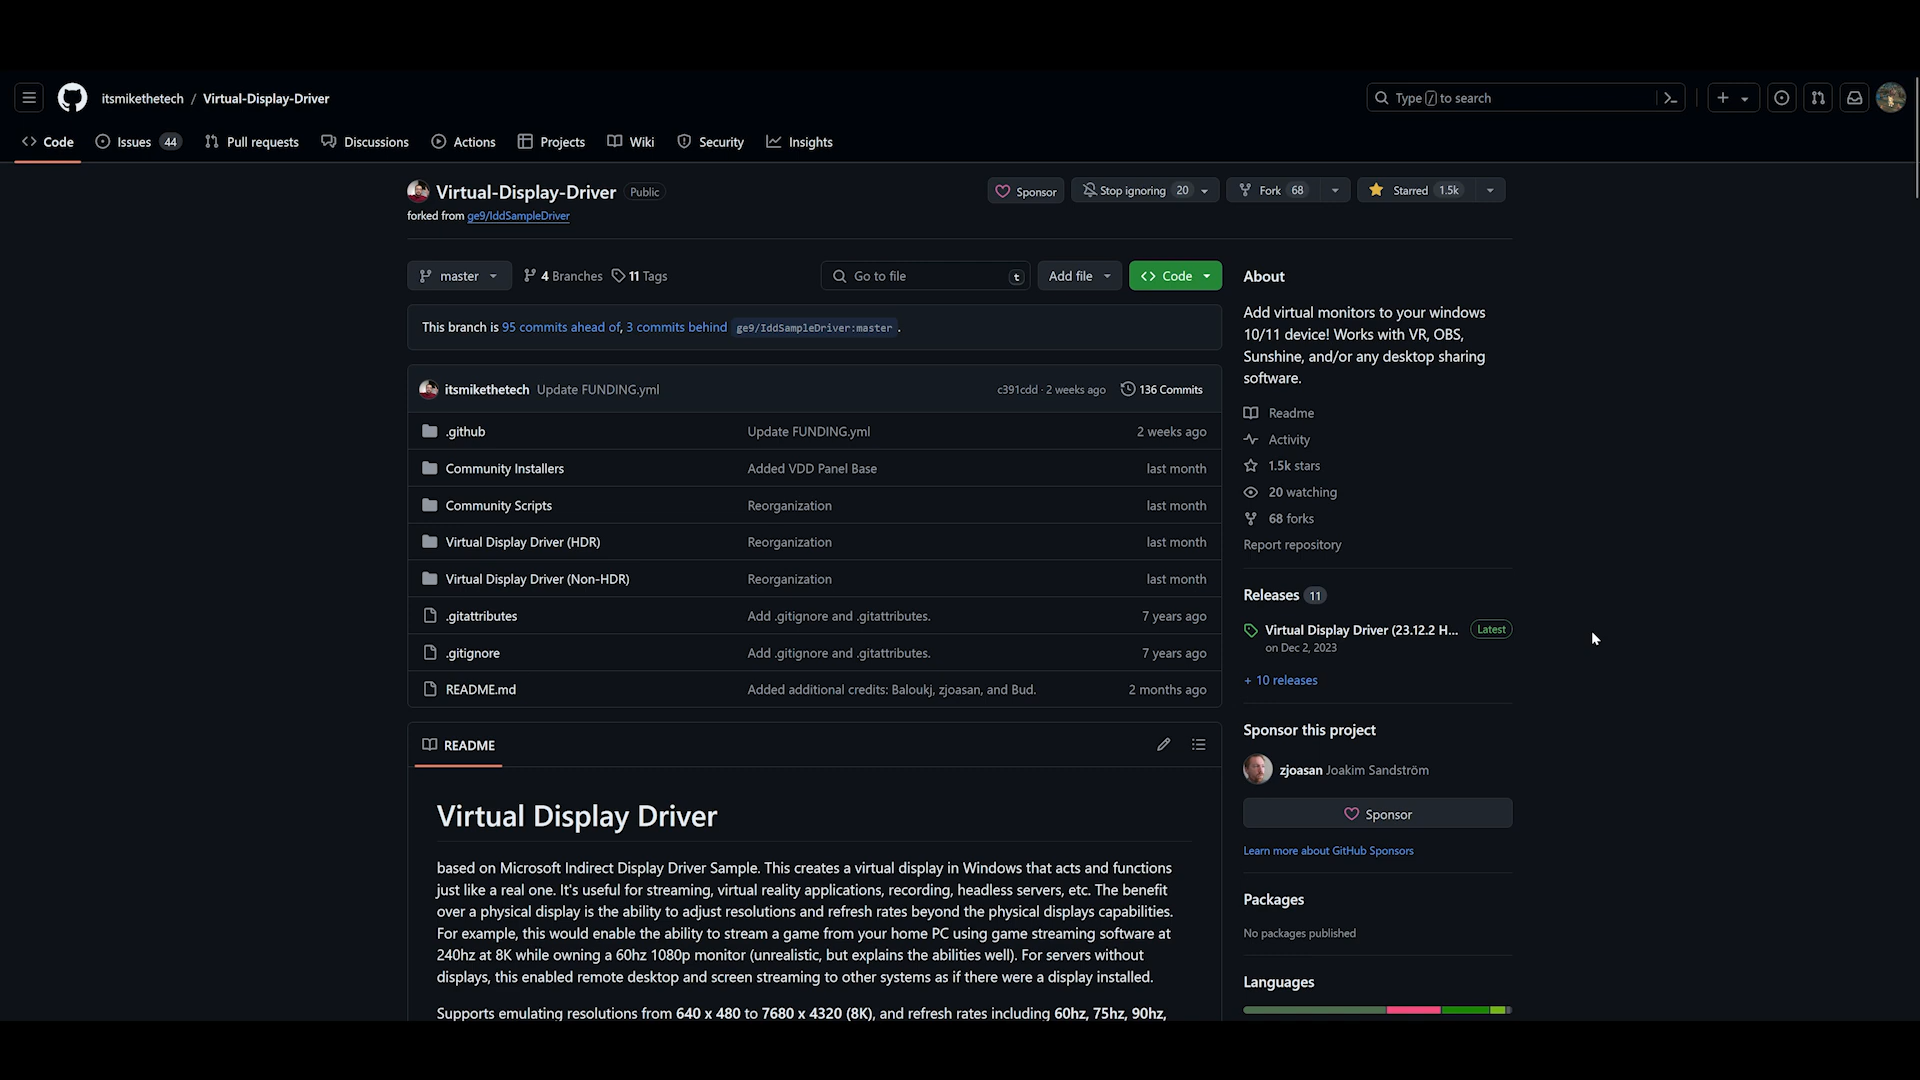 itsmikethetech / Virtual-Display-Driver
Type / to search
Code
Issues 44
Pull requests
Discussions
Actions
Projects
Wiki
Security
Insights
Virtual-Display-Driver Public
forked from ge9/IddSampleDriver
Sponsor
Stop ignoring 20
Fork 68
Starred 1.5k
master
4 Branches
11 Tags
Go to file t
Add file
Code
This branch is 95 commits ahead of, 3 commits behind ge9/IddSampleDriver:master .
itsmikethetech Update FUNDING.yml c391cdd · 2 weeks ago 136 Commits
.github Update FUNDING.yml 2 weeks ago
Community Installers Added VDD Panel Base last month
Community Scripts Reorganization last month
Virtual Display Driver (HDR) Reorganization last month
Virtual Display Driver (Non-HDR) Reorganization last month
.gitattributes Add .gitignore and .gitattributes. 7 years ago
.gitignore Add .gitignore and .gitattributes. 7 years ago
README.md Added additional credits: Baloukj, zjoasan, and Bud. 2 months ago
README
Virtual Display Driver
based on Microsoft Indirect Display Driver Sample. This creates a virtual display in Windows that acts and functions
just like a real one. It's useful for streaming, virtual reality applications, recording, headless servers, etc. The benefit
over a physical display is the ability to adjust resolutions and refresh rates beyond the physical displays capabilities.
For example, this would enable the ability to stream a game from your home PC using game streaming software at
240hz at 8K while owning a 60hz 1080p monitor (unrealistic, but explains the abilities well). For servers without
displays, this enabled remote desktop and screen streaming to other systems as if there were a display installed.
Supports emulating resolutions from 640 x 480 to 7680 x 4320 (8K), and refresh rates including 60hz, 75hz, 90hz,
About
Add virtual monitors to your windows
10/11 device! Works with VR, OBS,
Sunshine, and/or any desktop sharing
software.
Readme
Activity
1.5k stars
20 watching
68 forks
Report repository
Releases 11
Virtual Display Driver (23.12.2 H... Latest
on Dec 2, 2023
+ 10 releases
Sponsor this project
zjoasan Joakim Sandström
Sponsor
Learn more about GitHub Sponsors
Packages
No packages published
Languages